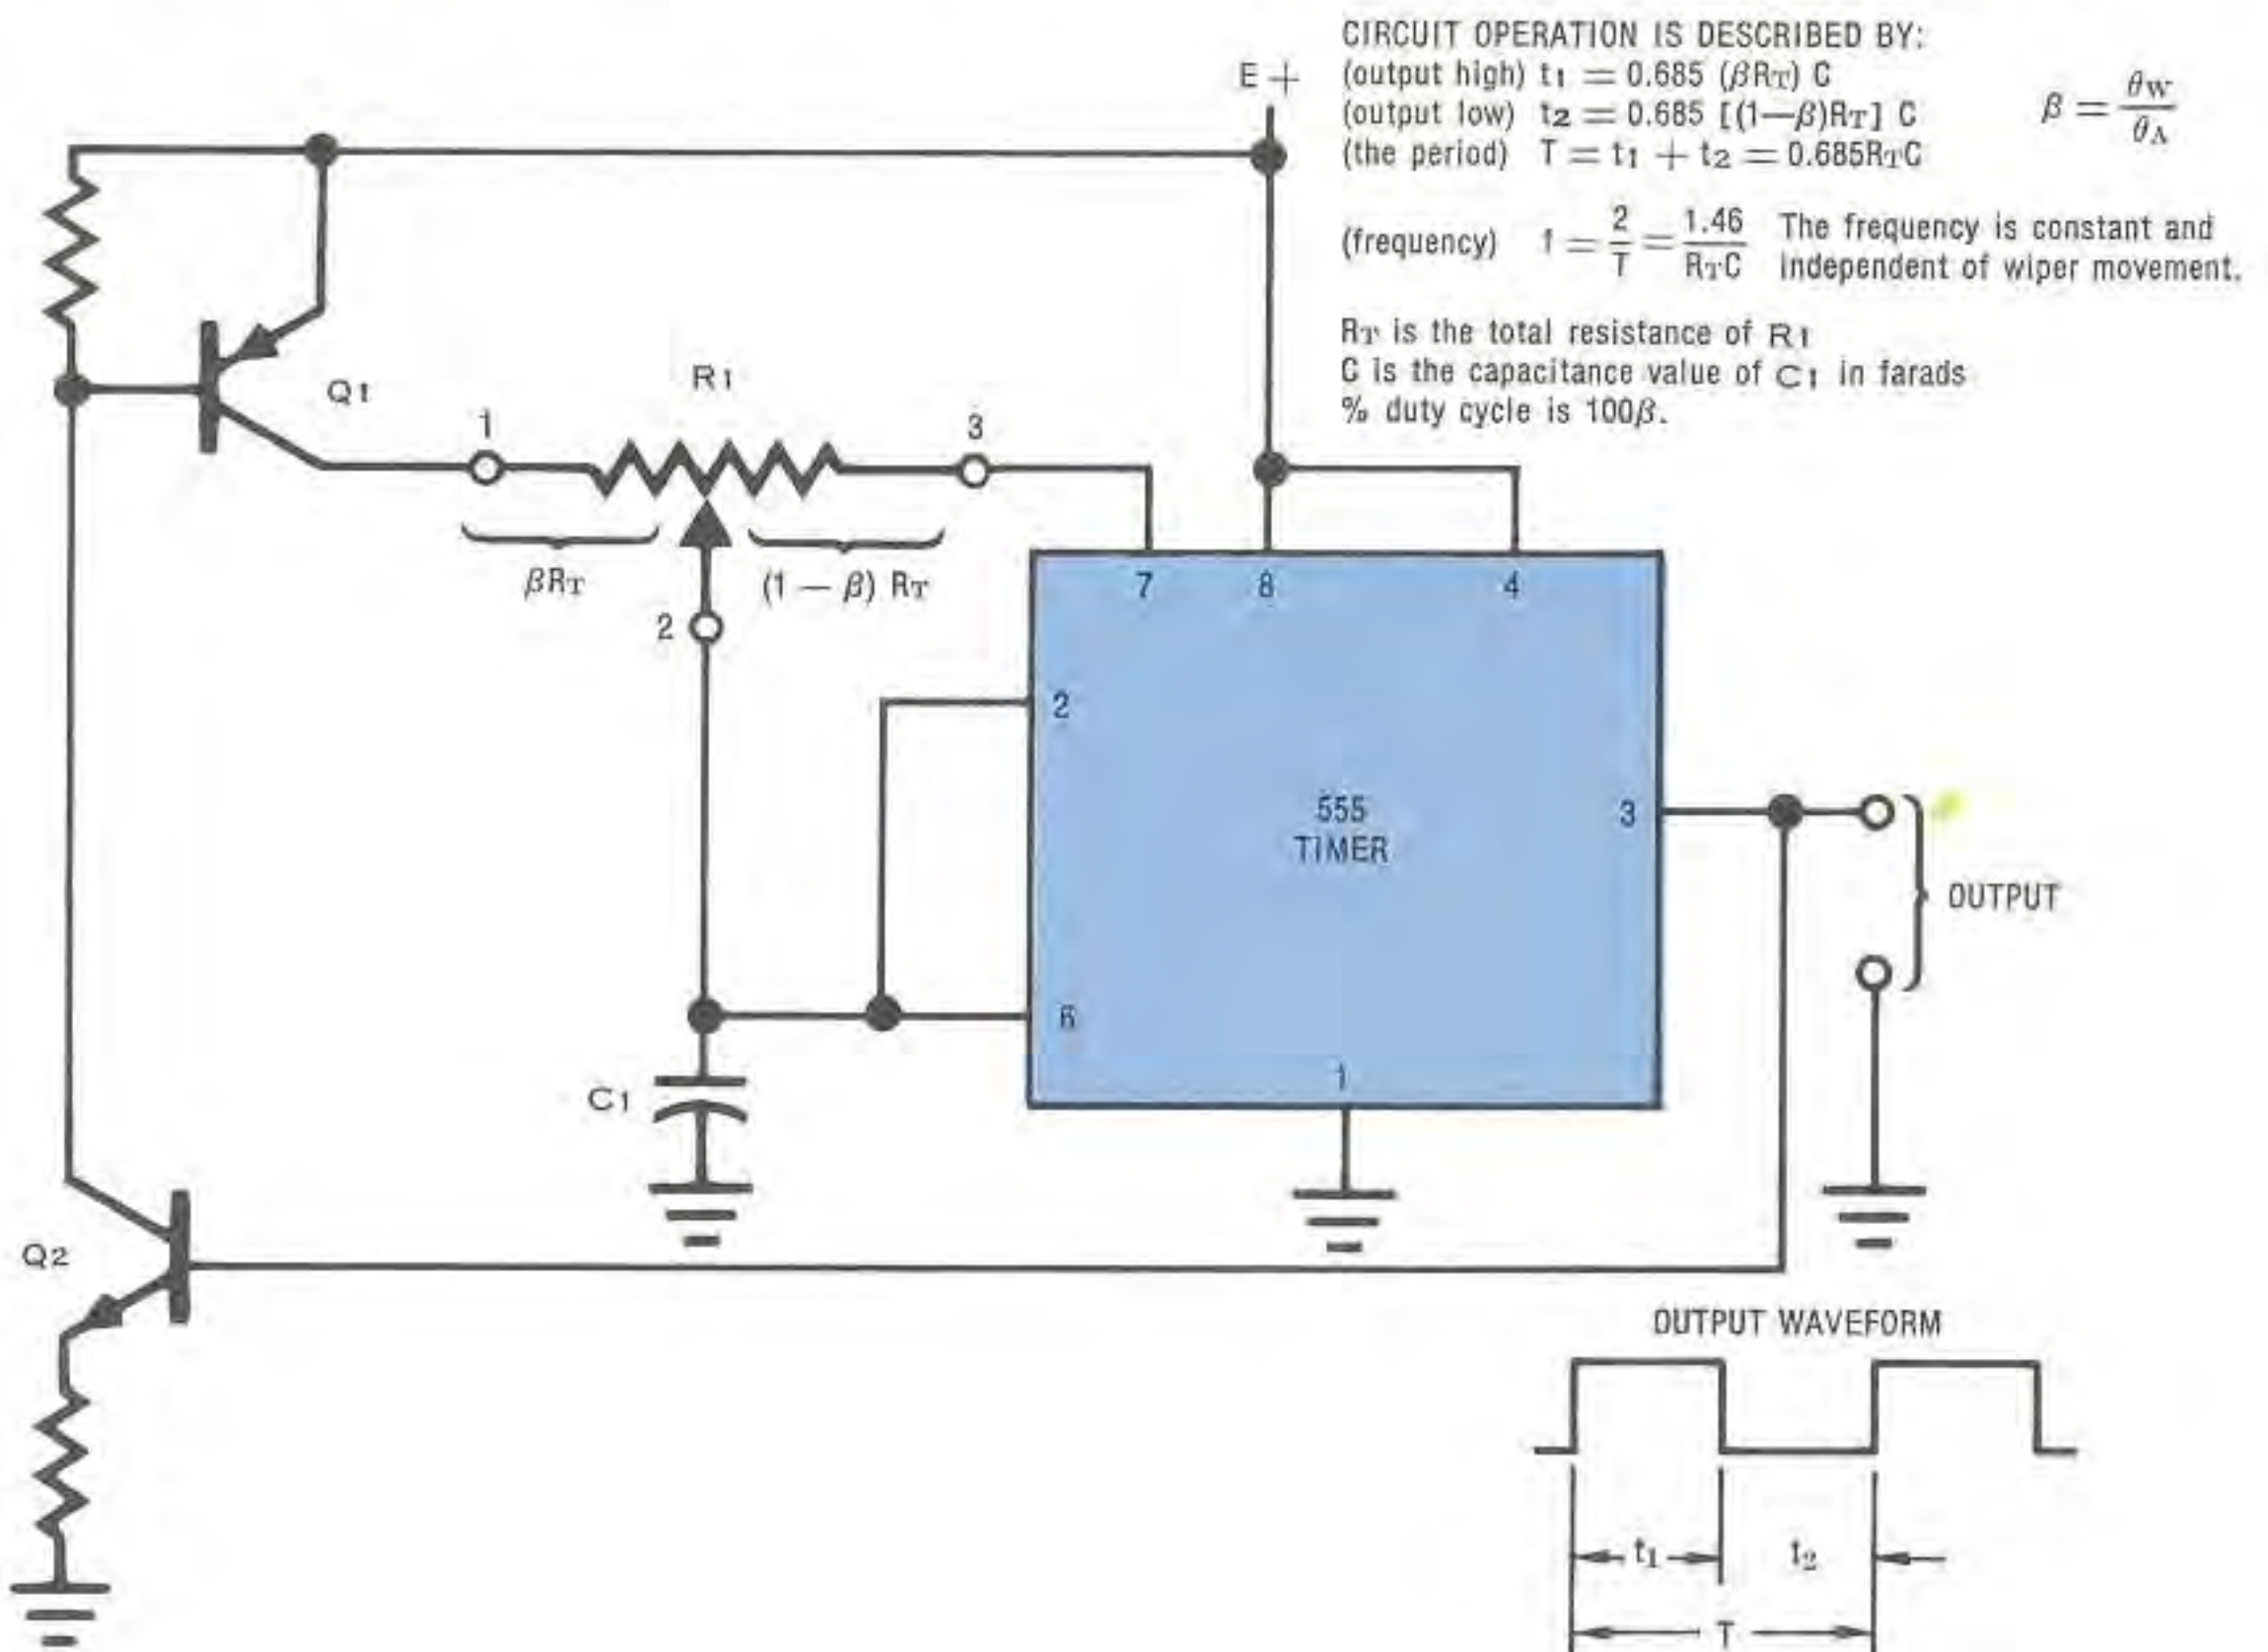 CIRCUIT OPERATION IS DESCRIBED BY:
(output high) t1 = 0.685 (βRT) C
(output low) t2 = 0.685 [(1—β)RT] C
(the period) T = t1 + t2 = 0.685RTC
β = θW/θA
(frequency) f = 2/T = 1.46/RTC The frequency is constant and
independent of wiper movement.
RT is the total resistance of R1
C is the capacitance value of C1 in farads
% duty cycle is 100β.
E +
Q1
R1
1
3
βRT
(1 — β) RT
2
7
8
4
2
6
555
TIMER
3
1
OUTPUT
C1
Q2
OUTPUT WAVEFORM
t1
t2
T